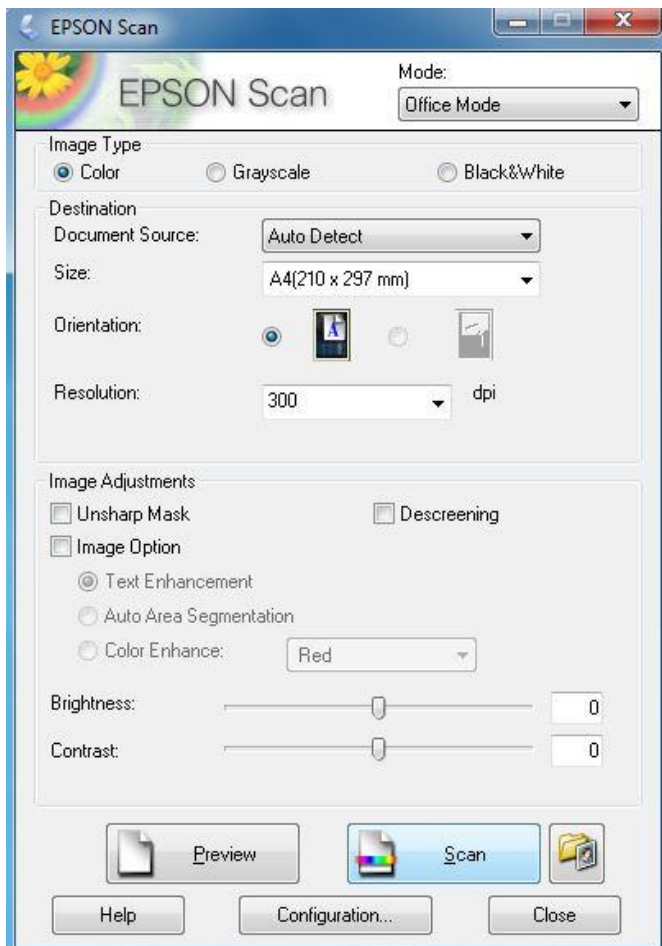 EPSON Scan
EPSON Scan
Mode:
Office Mode
Image Type
Color Grayscale Black&White
Destination
Document Source: Auto Detect
Size: A4(210 x 297 mm)
Orientation: A
Resolution: 300 dpi
Image Adjustments
Unsharp Mask Descreening
Image Option
Text Enhancement
Auto Area Segmentation
Color Enhance: Red
Brightness: 0
Contrast: 0
Preview Scan
Help Configuration... Close